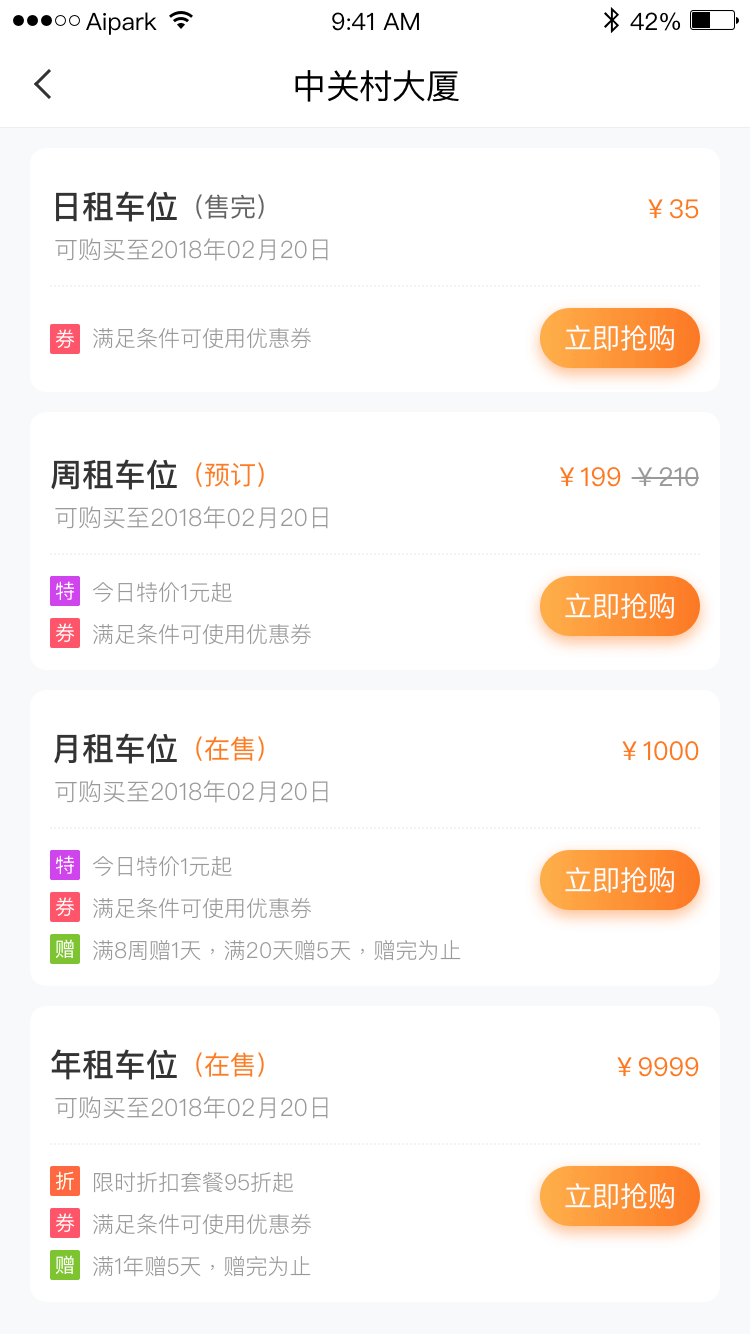 Aipark 9:41 AM 42%
中关村大厦
日租车位（售完） ￥35
可购买至2018年02月20日
券 满足条件可使用优惠券 立即抢购
周租车位（预订） ￥199 ￥210
可购买至2018年02月20日
特 今日特价1元起 立即抢购
券 满足条件可使用优惠券
月租车位（在售） ￥1000
可购买至2018年02月20日
特 今日特价1元起 立即抢购
券 满足条件可使用优惠券
赠 满8周赠1天，满20天赠5天，赠完为止
年租车位（在售） ￥9999
可购买至2018年02月20日
折 限时折扣套餐95折起 立即抢购
券 满足条件可使用优惠券
赠 满1年赠5天，赠完为止